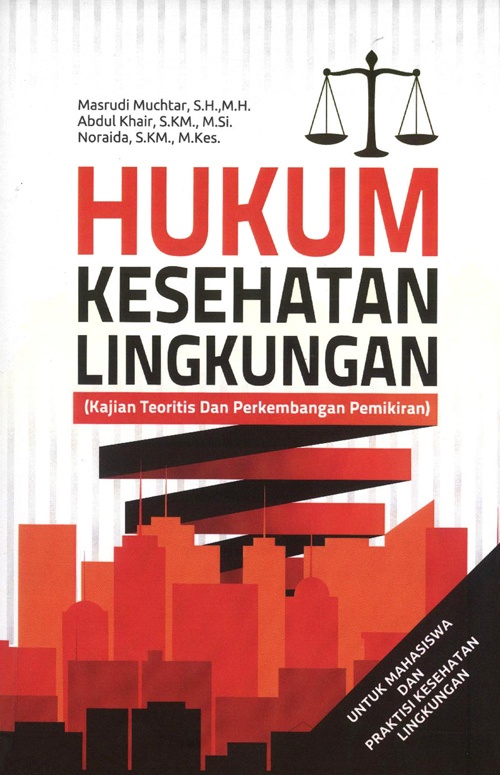 Masrudi Muchtar, S.H.,M.H.
Abdul Khair, S.KM., M.Si.
Noraida, S.KM., M.Kes.
HUKUM
KESEHATAN
LINGKUNGAN
(Kajian Teoritis Dan Perkembangan Pemikiran)
UNTUK MAHASISWA
DAN
PRAKTISI KESEHATAN
LINGKUNGAN